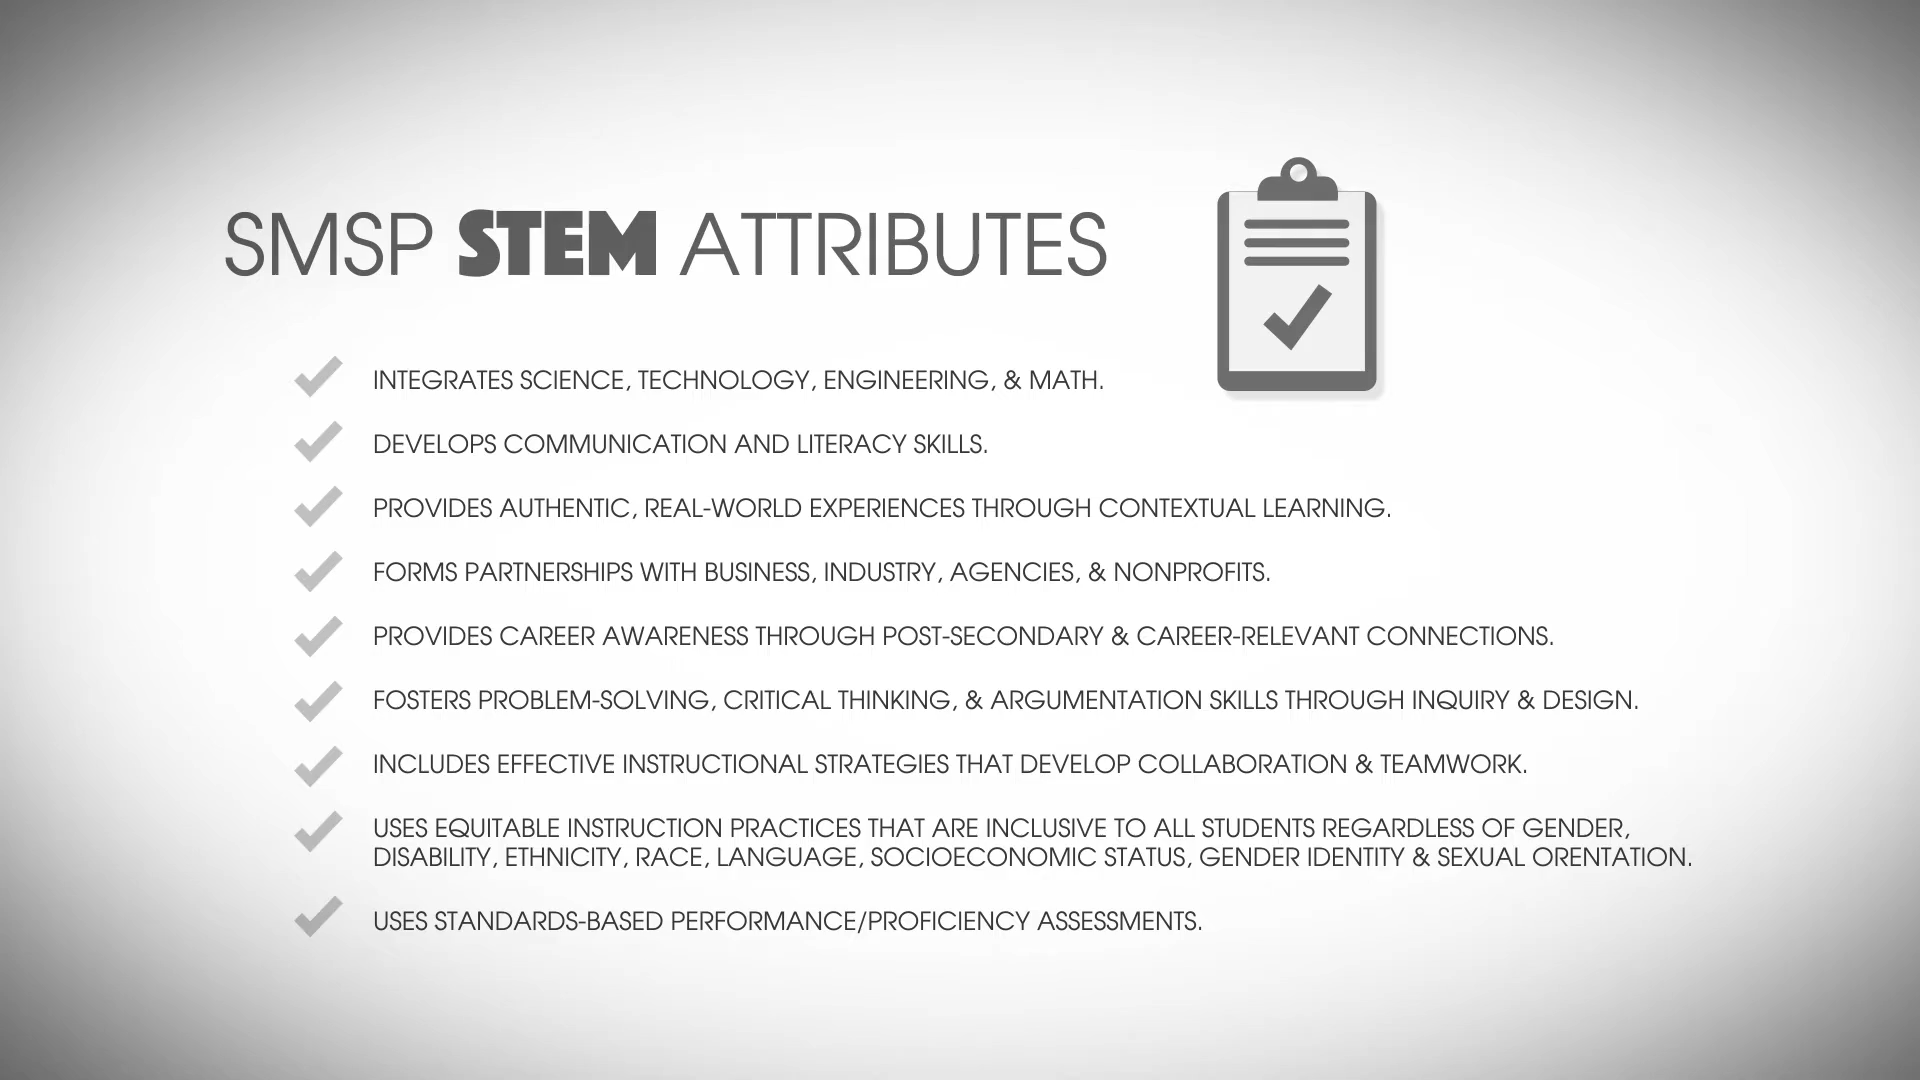 SMSP STEM ATTRIBUTES
INTEGRATES SCIENCE, TECHNOLOGY, ENGINEERING, & MATH.
DEVELOPS COMMUNICATION AND LITERACY SKILLS.
PROVIDES AUTHENTIC, REAL-WORLD EXPERIENCES THROUGH CONTEXTUAL LEARNING.
FORMS PARTNERSHIPS WITH BUSINESS, INDUSTRY, AGENCIES, & NONPROFITS.
PROVIDES CAREER AWARENESS THROUGH POST-SECONDARY & CAREER-RELEVANT CONNECTIONS.
FOSTERS PROBLEM-SOLVING, CRITICAL THINKING, & ARGUMENTATION SKILLS THROUGH INQUIRY & DESIGN.
INCLUDES EFFECTIVE INSTRUCTIONAL STRATEGIES THAT DEVELOP COLLABORATION & TEAMWORK.
USES EQUITABLE INSTRUCTION PRACTICES THAT ARE INCLUSIVE TO ALL STUDENTS REGARDLESS OF GENDER,
DISABILITY, ETHNICITY, RACE, LANGUAGE, SOCIOECONOMIC STATUS, GENDER IDENTITY & SEXUAL ORENTATION.
USES STANDARDS-BASED PERFORMANCE/PROFICIENCY ASSESSMENTS.